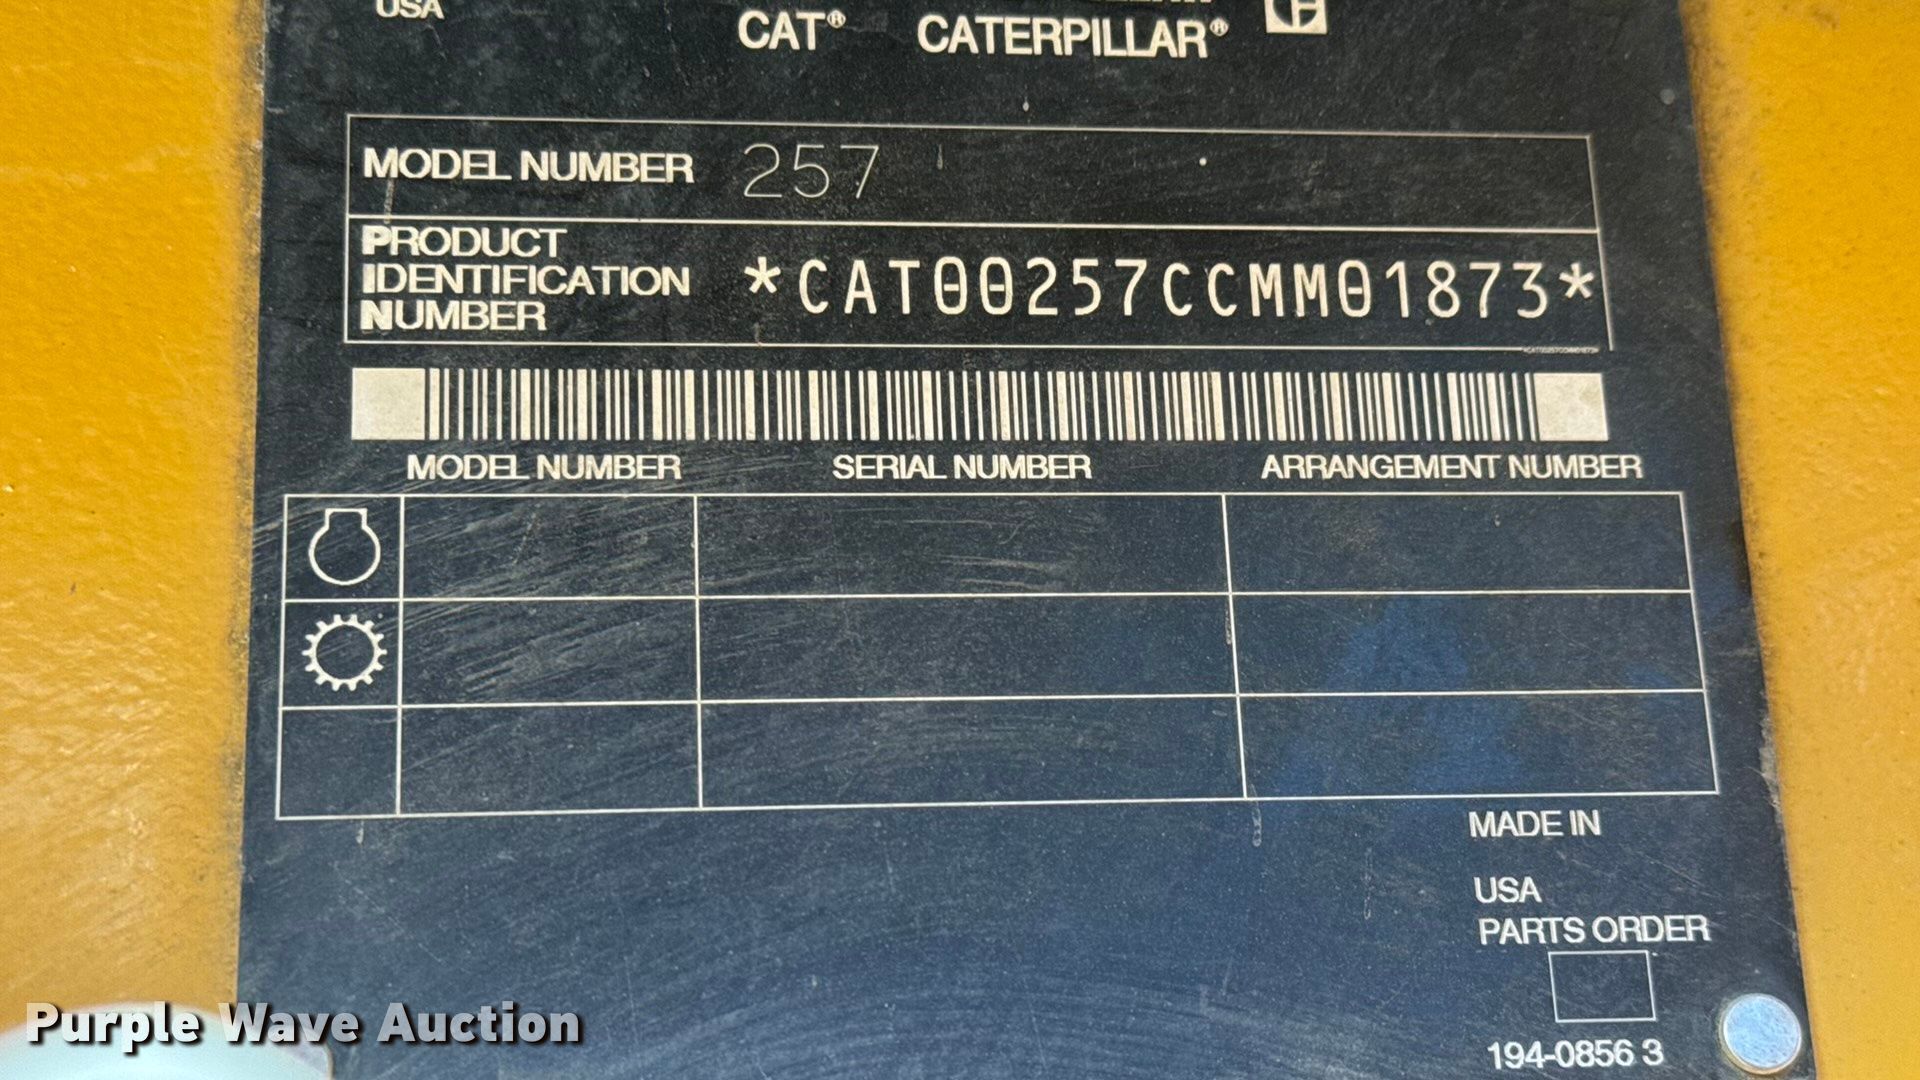 USA
CAT® CATERPILLAR®
MODEL NUMBER 257
PRODUCT
IDENTIFICATION
NUMBER
*CAT00257CCMM01873*
MODEL NUMBER SERIAL NUMBER ARRANGEMENT NUMBER
MADE IN
USA
PARTS ORDER
194-0856 3
Purple Wave Auction